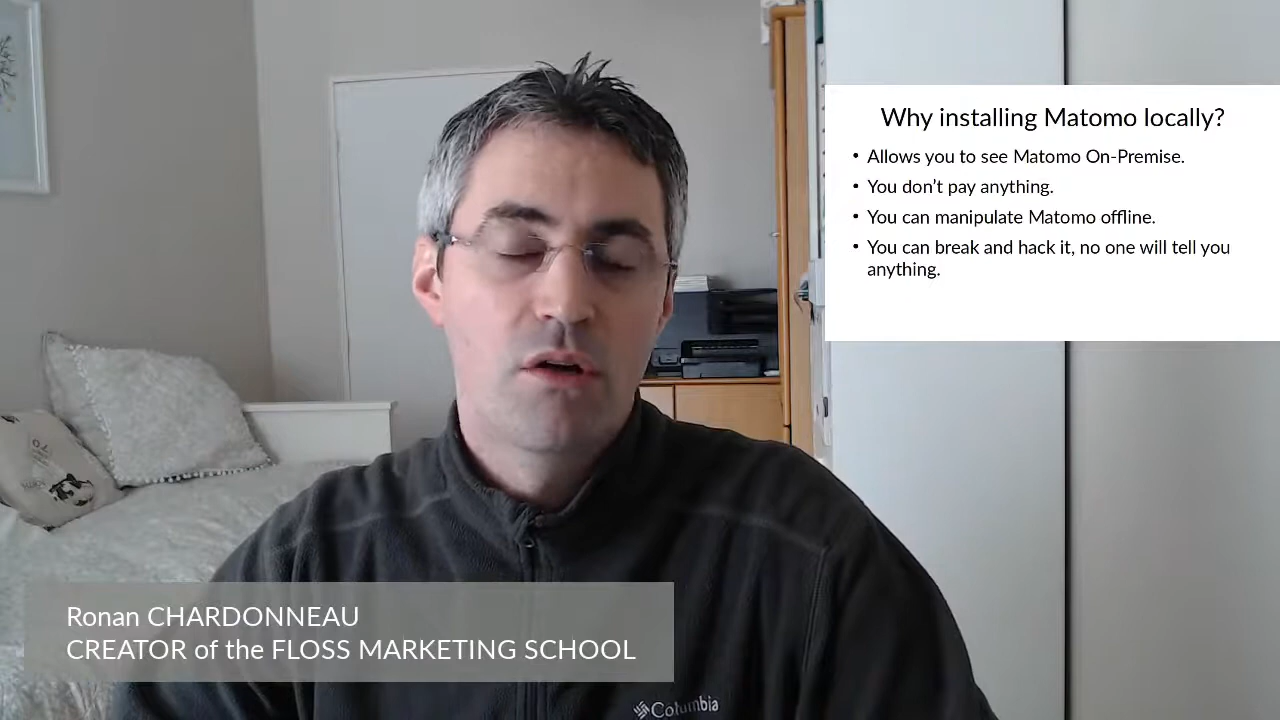 Why installing Matomo locally?
• Allows you to see Matomo On-Premise.
• You don’t pay anything.
• You can manipulate Matomo offline.
• You can break and hack it, no one will tell you
anything.
Ronan CHARDONNEAU
CREATOR of the FLOSS MARKETING SCHOOL
Columbia